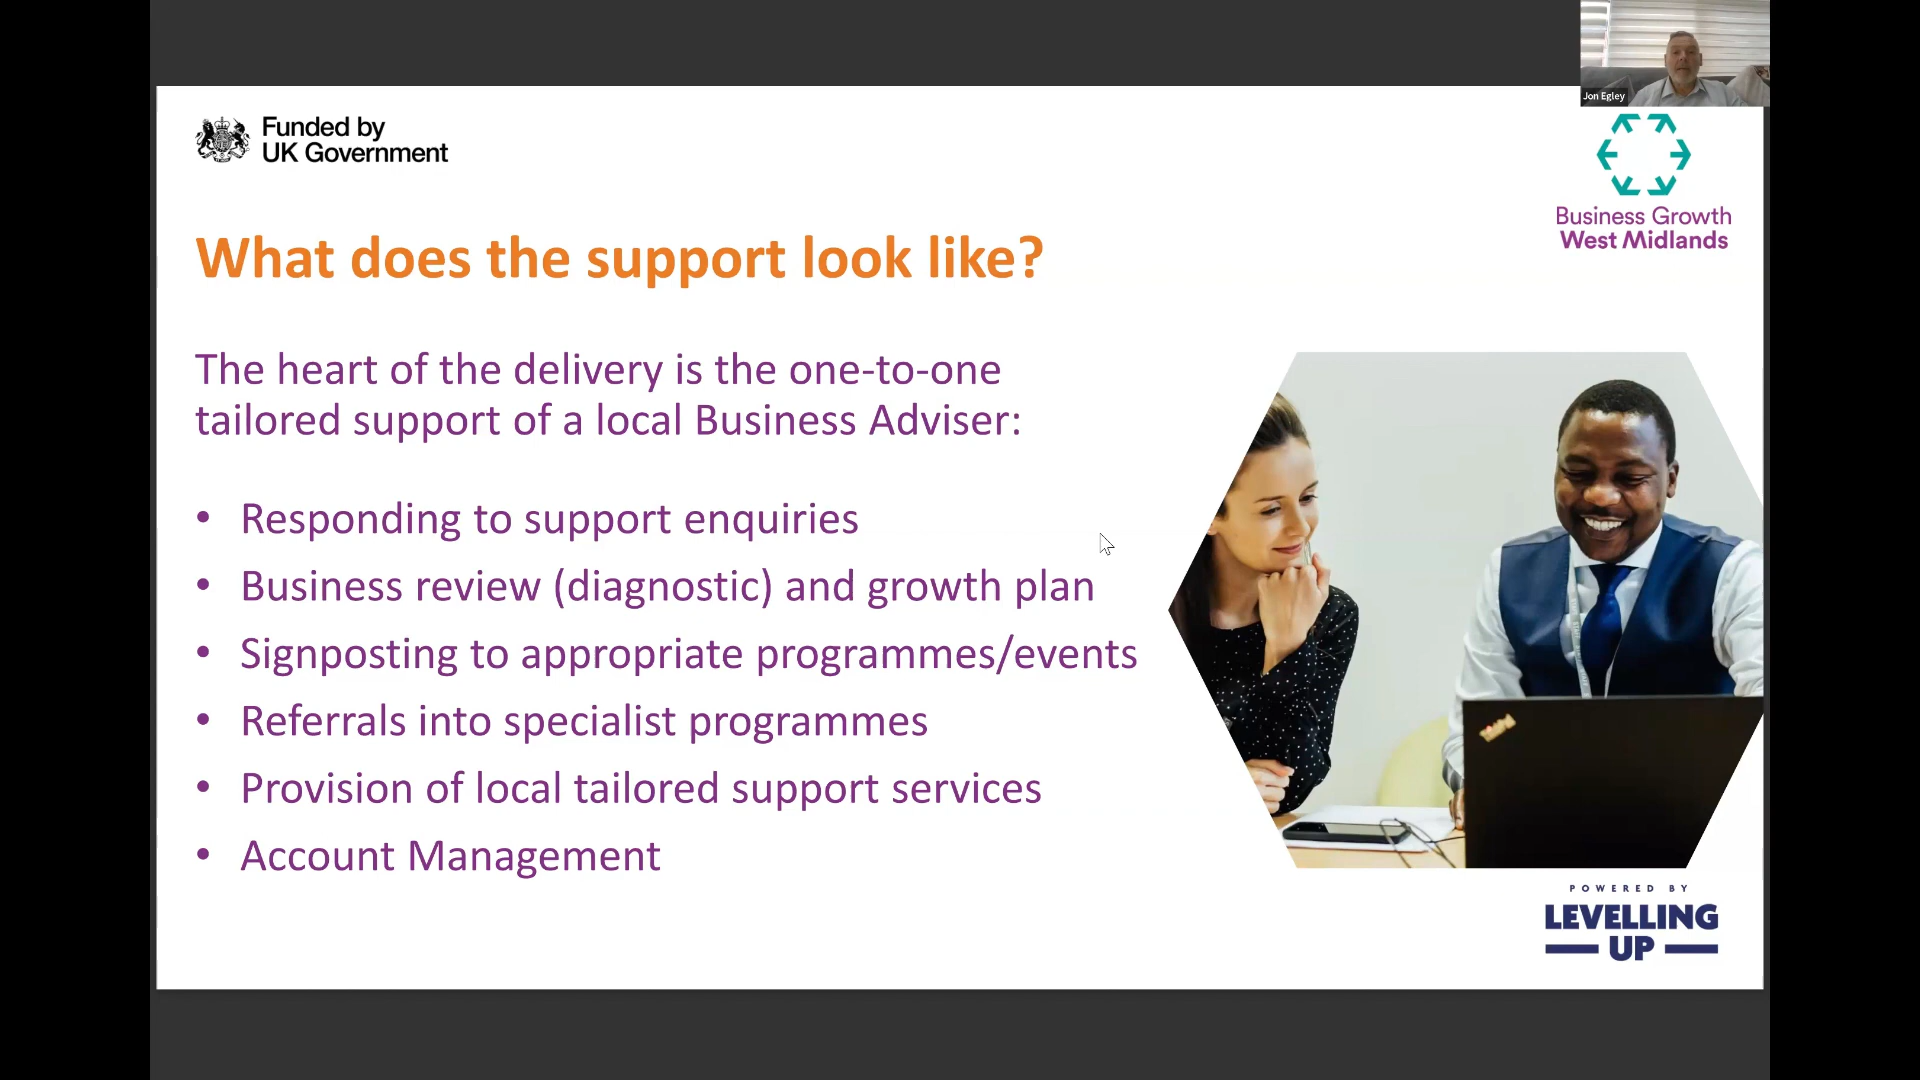 Jon Egley
Funded by
UK Government
Business Growth
West Midlands
What does the support look like?
The heart of the delivery is the one-to-one
tailored support of a local Business Adviser:
• Responding to support enquiries
• Business review (diagnostic) and growth plan
• Signposting to appropriate programmes/events
• Referrals into specialist programmes
• Provision of local tailored support services
• Account Management
POWERED BY
LEVELLING
UP